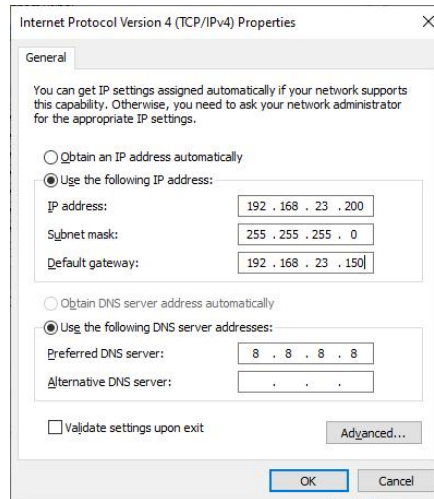 Internet Protocol Version 4 (TCP/IPv4) Properties
General
You can get IP settings assigned automatically if your network supports
this capability. Otherwise, you need to ask your network administrator
for the appropriate IP settings.
Obtain an IP address automatically
Use the following IP address:
IP address: 192 . 168 . 23 . 200
Subnet mask: 255 . 255 . 255 . 0
Default gateway: 192 . 168 . 23 . 150
Obtain DNS server address automatically
Use the following DNS server addresses:
Preferred DNS server: 8 . 8 . 8 . 8
Alternative DNS server: . . .
Validate settings upon exit
Advanced...
OK Cancel